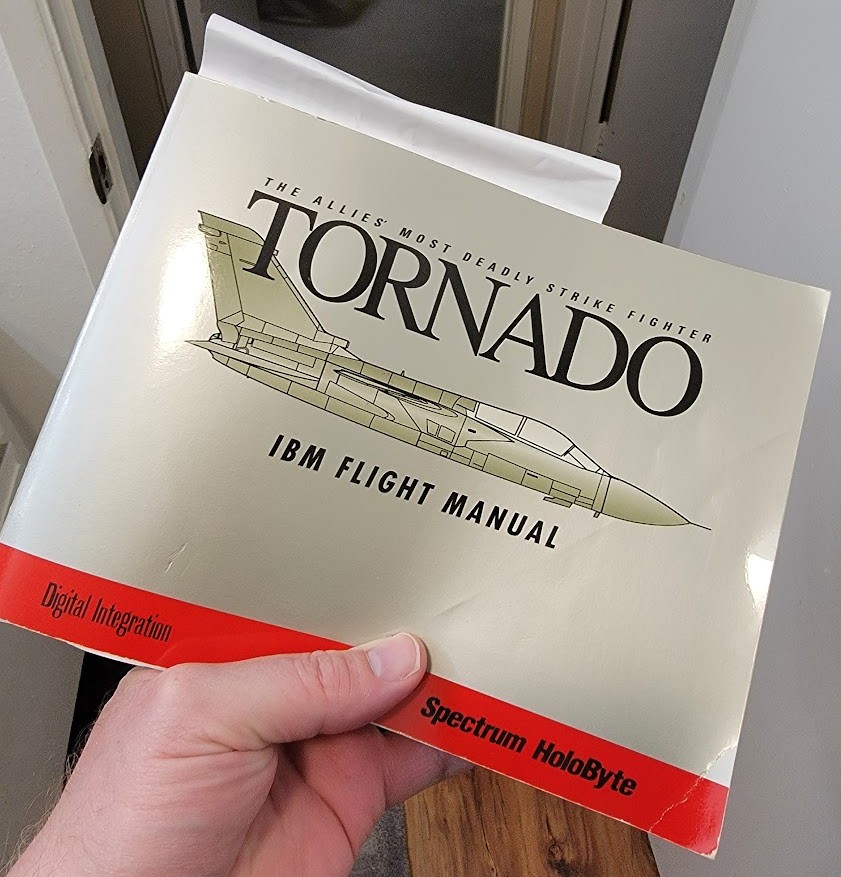 THE ALLIES' MOST DEADLY STRIKE FIGHTER
TORNADO
IBM FLIGHT MANUAL
Digital Integration
Spectrum HoloByte